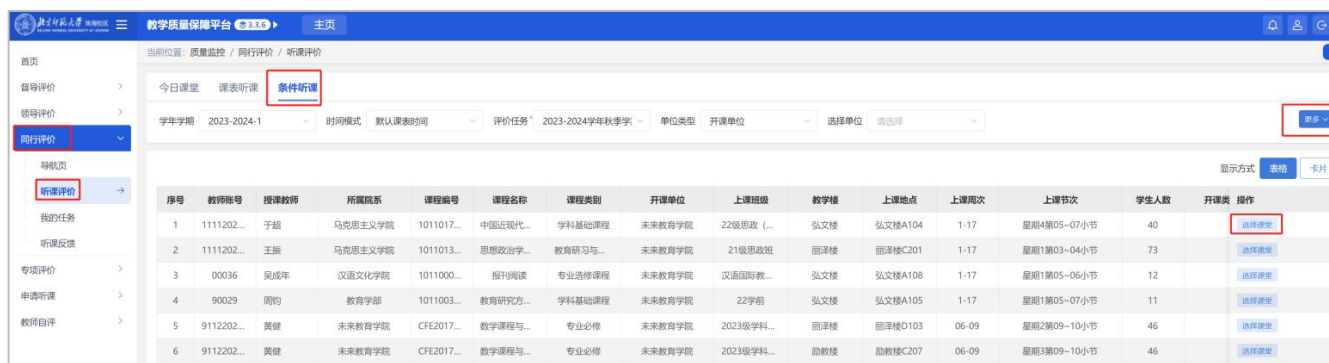 北京师范大学 珠海校区
BEIJING NORMAL UNIVERSITY AT ZHUHAI
教学质量保障平台 3.3.6 主页
当前位置: 质量监控 / 同行评价 / 听课评价
首页
督导评价
领导评价
同行评价
导航页
听课评价
我的任务
听课反馈
专项评价
申请听课
教师自评
今日课堂 课表听课 条件听课
学年学期 2023-2024-1 时间模式 默认课表时间 评价任务* 2023-2024学年秋季学 单位类型 开课单位 选择单位 请选择 更多
显示方式 表格 卡片
序号 教师账号 授课教师 所属院系 课程编号 课程名称 课程类别 开课单位 上课班级 教学楼 上课地点 上课周次 上课节次 学生人数 开课类 操作
1 1111202... 于超 马克思主义学院 1011017... 中国近现代... 学科基础课程 未来教育学院 22级思政 (... 弘文楼 弘文楼A104 1-17 星期4第05~07小节 40 选择课堂
2 1111202... 王振 马克思主义学院 1011013... 思想政治学... 教育研习与... 未来教育学院 21级思政班 丽泽楼 丽泽楼C201 1-17 星期1第03~04小节 73 选择课堂
3 00036 吴成年 汉语文化学院 1011000... 报刊阅读 专业选修课程 未来教育学院 汉语国际教... 弘文楼 弘文楼A108 1-17 星期1第05~06小节 12 选择课堂
4 90029 周钧 教育学部 1011003... 教育研究方... 学科基础课程 未来教育学院 22学前 弘文楼 弘文楼A105 1-17 星期1第05~07小节 11 选择课堂
5 9112202... 黄健 未来教育学院 CFE2017... 数学课程与... 专业必修 未来教育学院 2023级学科... 丽泽楼 丽泽楼D103 06-09 星期2第09~10小节 46 选择课堂
6 9112202... 黄健 未来教育学院 CFE2017... 数学课程与... 专业必修 未来教育学院 2023级学科... 励教楼 励教楼C207 06-09 星期3第09~10小节 46 选择课堂